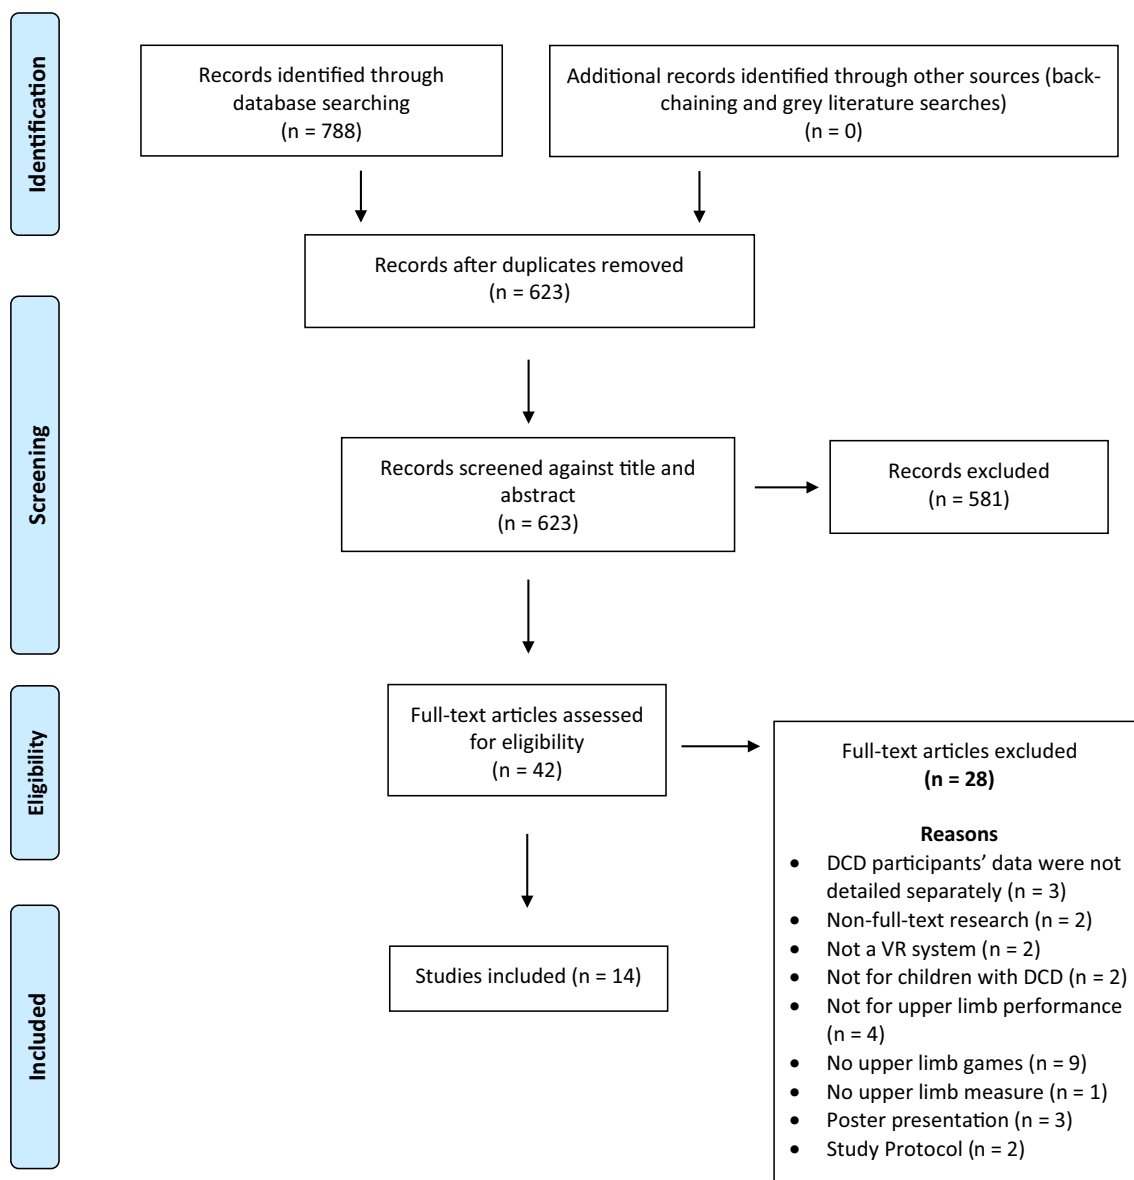 Identification
Records identified through
database searching
(n = 788)
Additional records identified through other sources (back-
chaining and grey literature searches)
(n = 0)
Records after duplicates removed
(n = 623)
Screening
Records screened against title and
abstract
(n = 623)
Records excluded
(n = 581)
Eligibility
Full-text articles assessed
for eligibility
(n = 42)
Full-text articles excluded
(n = 28)
Reasons
• DCD participants’ data were not
detailed separately (n = 3)
• Non-full-text research (n = 2)
• Not a VR system (n = 2)
• Not for children with DCD (n = 2)
• Not for upper limb performance
(n = 4)
• No upper limb games (n = 9)
• No upper limb measure (n = 1)
• Poster presentation (n = 3)
• Study Protocol (n = 2)
Included
Studies included (n = 14)